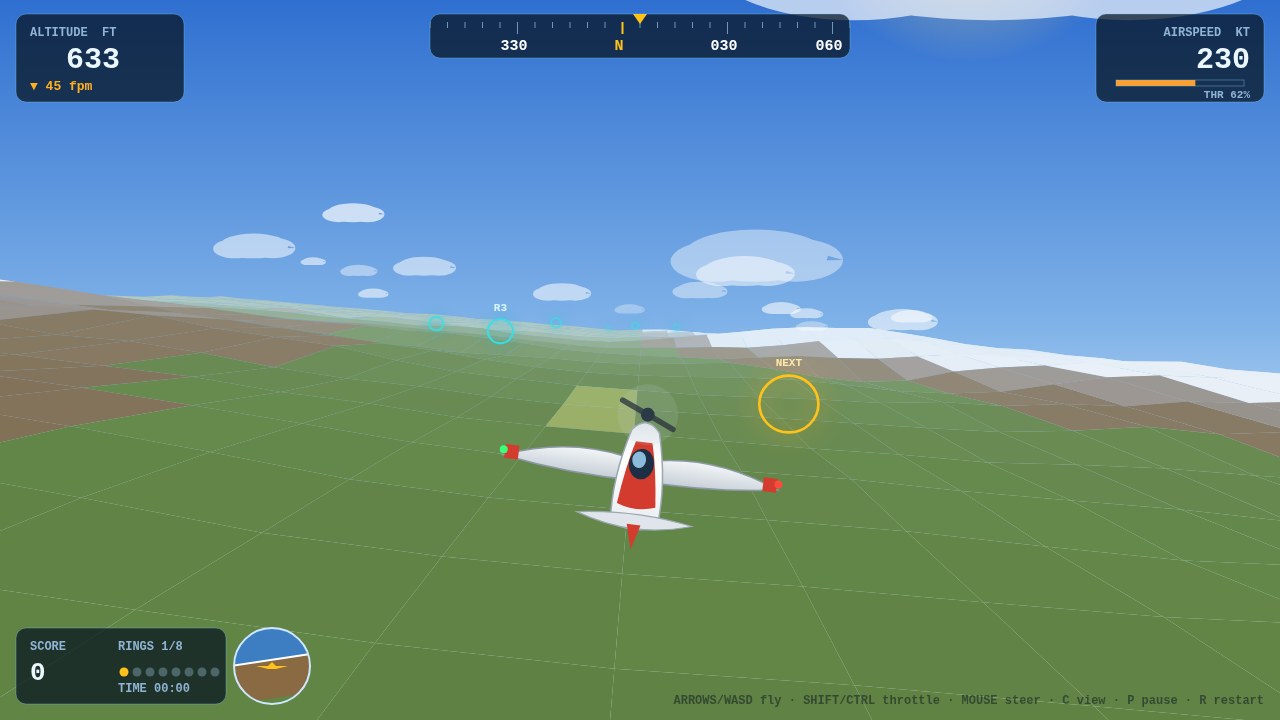 ALTITUDE FT
633
▼ 45 fpm
330 N 030 060
AIRSPEED KT
230
THR 62%
R3
NEXT
SCORE
0
RINGS 1/8
TIME 00:00
ARROWS/WASD fly · SHIFT/CTRL throttle · MOUSE steer · C view · P pause · R restart